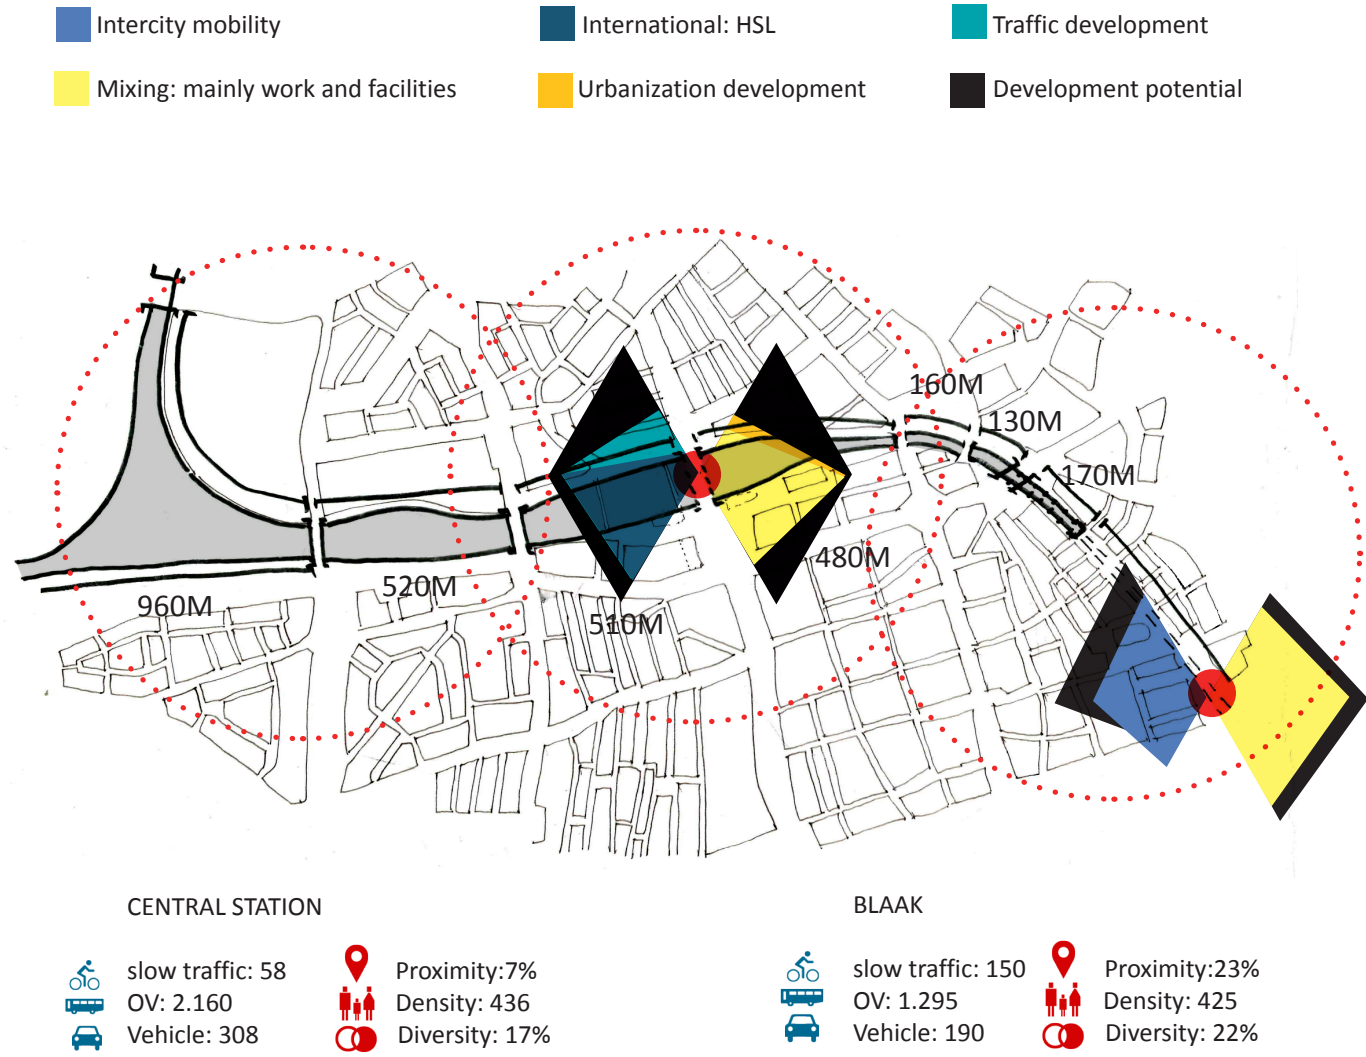 Intercity mobility
International: HSL
Traffic development
Mixing: mainly work and facilities
Urbanization development
Development potential
160M
130M
170M
480M
520M
960M
510M
CENTRAL STATION
slow traffic: 58
OV: 2.160
Vehicle: 308
Proximity:7%
Density: 436
Diversity: 17%
BLAAK
slow traffic: 150
OV: 1.295
Vehicle: 190
Proximity:23%
Density: 425
Diversity: 22%